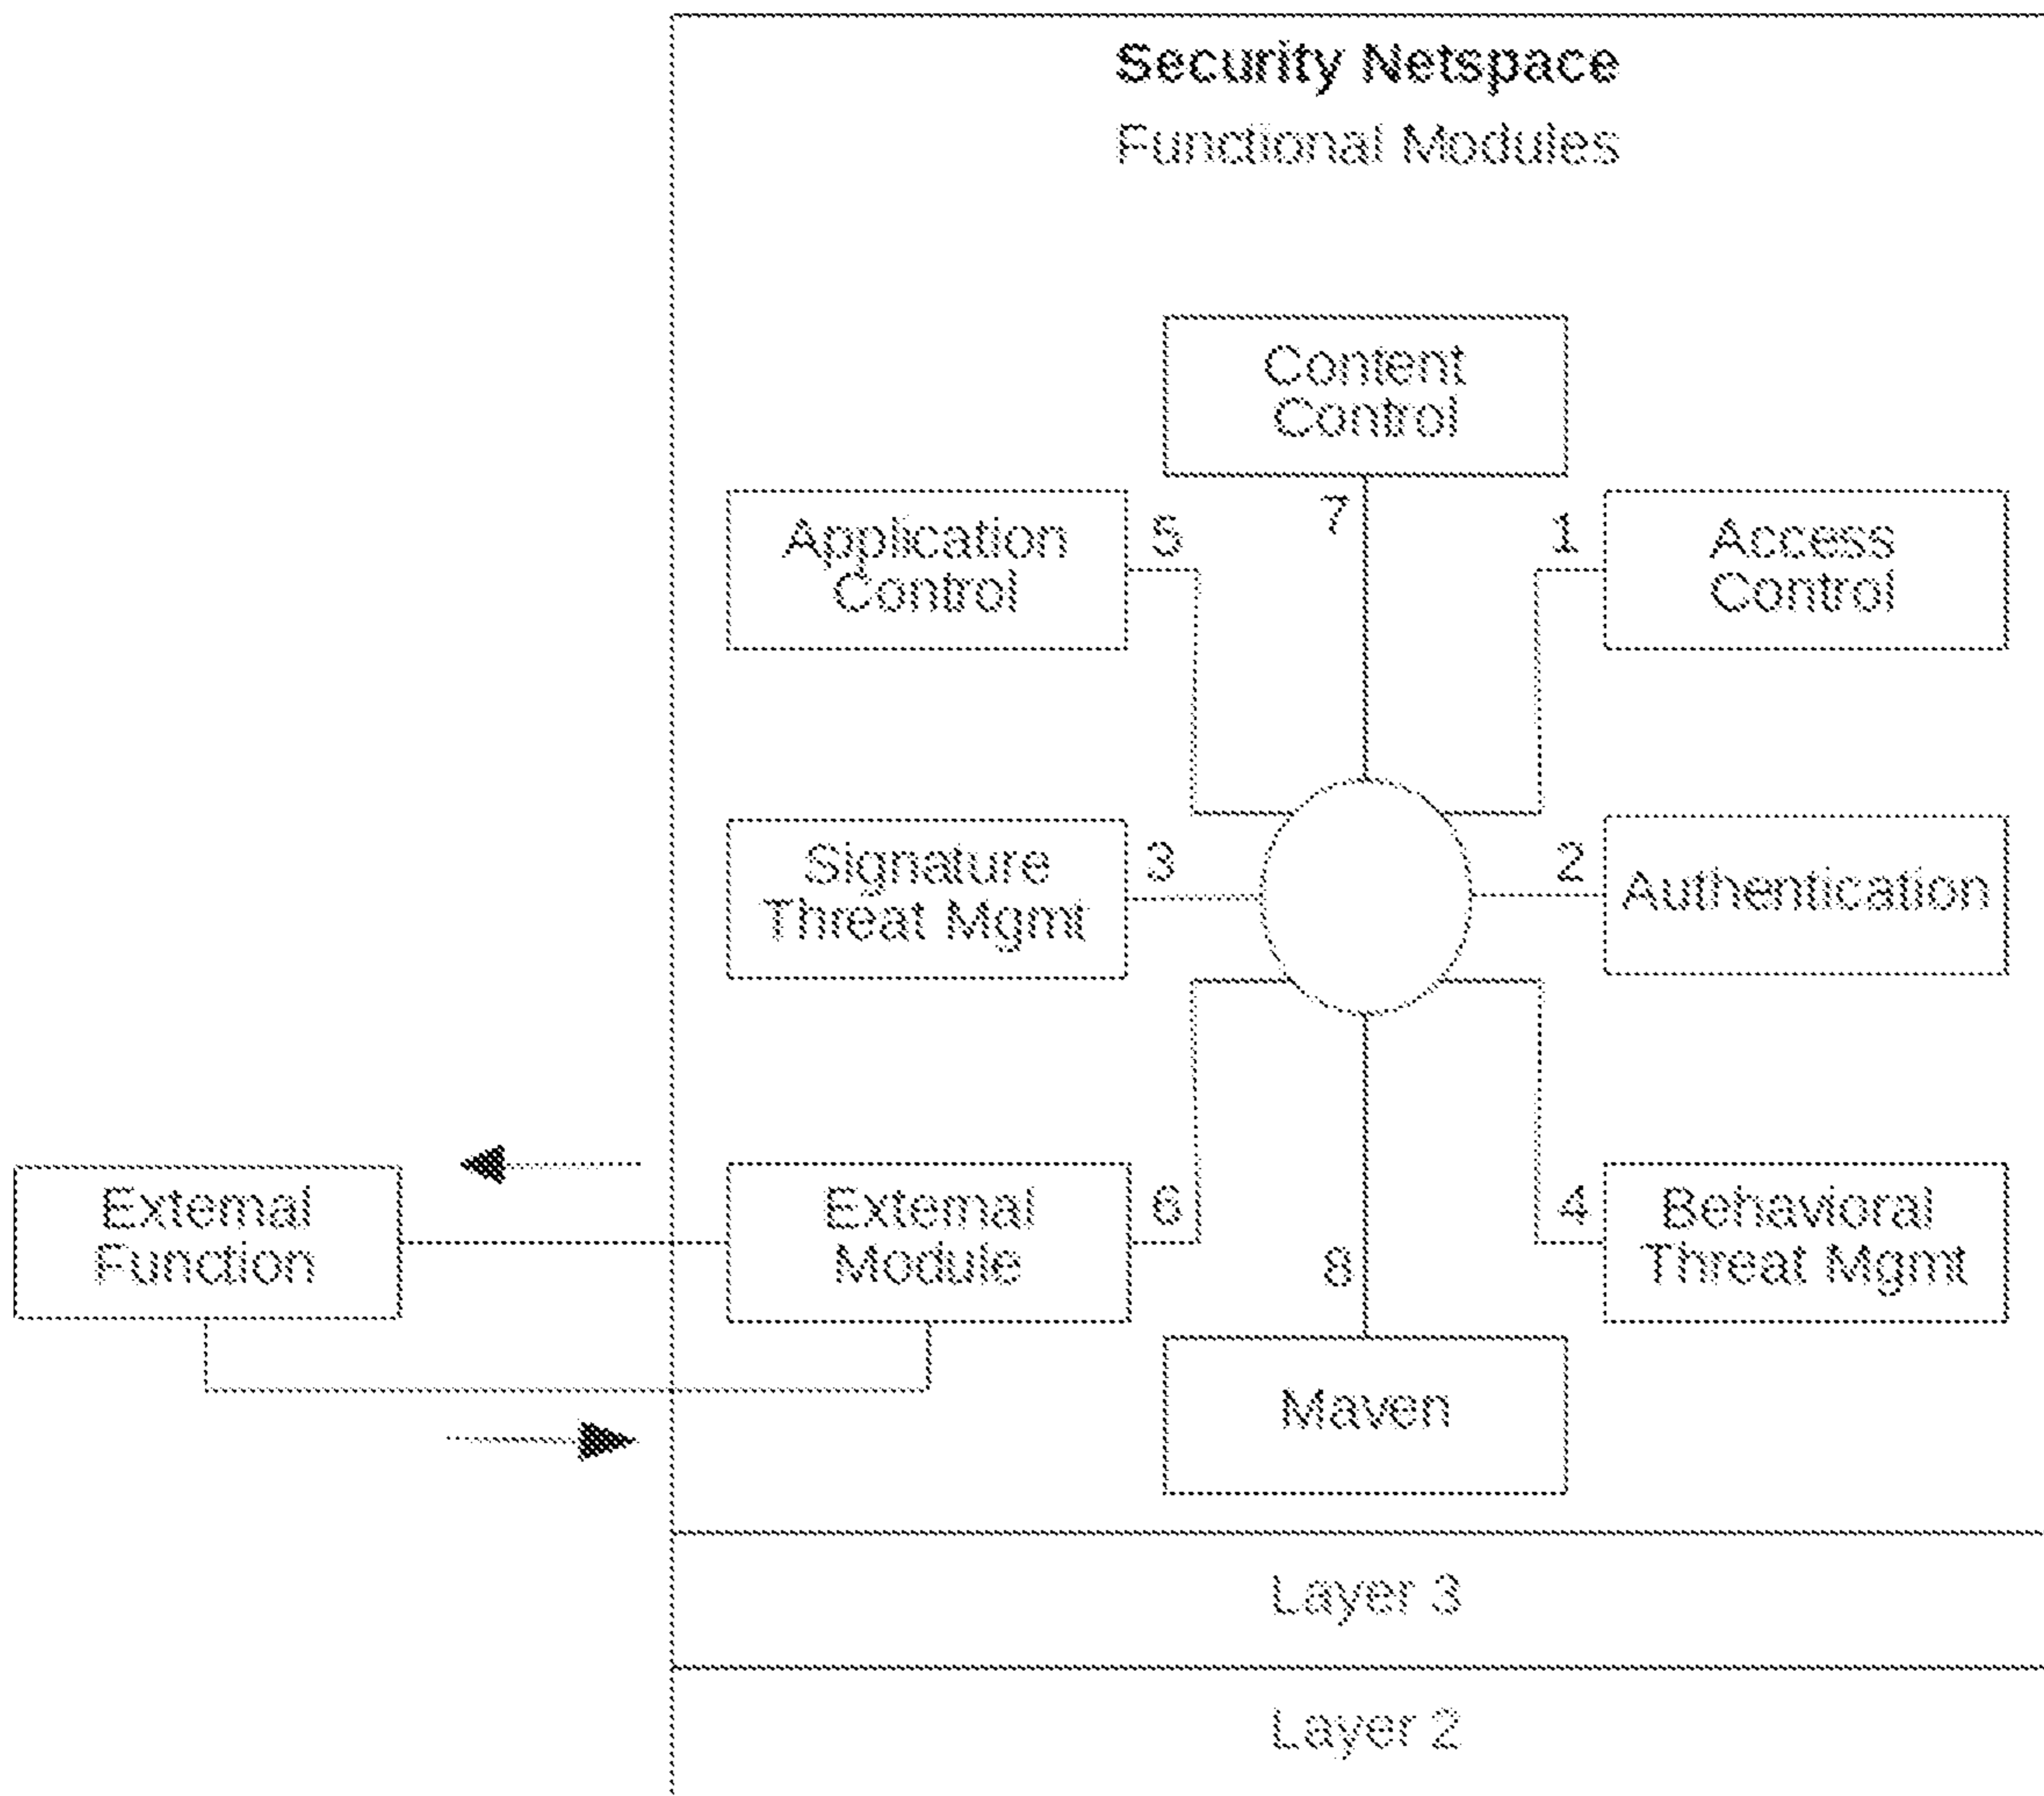 Security Netspace
Functional Modules
Content
Control
7
Application
Control
5
1
Access
Control
Signature
Threat Mgmt
3
2
Authentication
External
Function
External
Module
6
8
4
Behavioral
Threat Mgmt
Maven
Layer 3
Layer 2